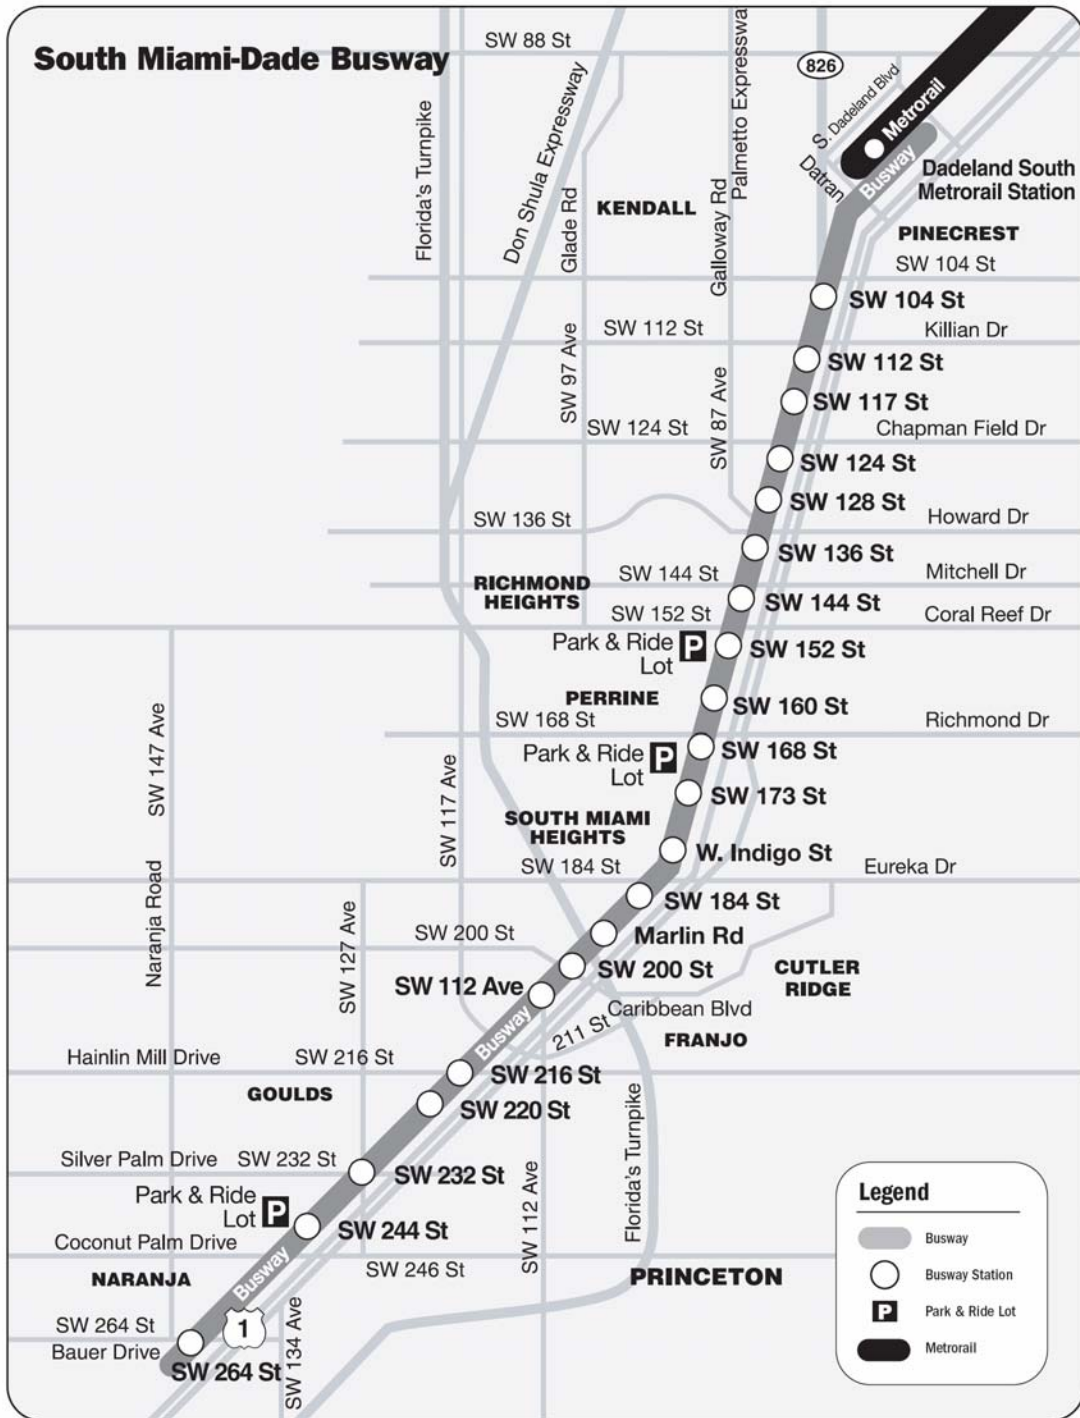 South Miami-Dade Busway
SW 88 St
826
Palmetto Expressway
S. Dadeland Blvd
Metrorail
Florida's Turnpike
Don Shula Expressway
Datran
Busway
Dadeland South
Metrorail Station
Glade Rd
KENDALL
Galloway Rd
PINECREST
SW 104 St
SW 104 St
SW 112 St
Killian Dr
SW 112 St
SW 97 Ave
SW 87 Ave
SW 117 St
SW 124 St
Chapman Field Dr
SW 124 St
SW 128 St
SW 136 St
Howard Dr
SW 136 St
RICHMOND
HEIGHTS
SW 144 St
Mitchell Dr
SW 144 St
SW 152 St
Coral Reef Dr
Park & Ride
Lot
P
SW 152 St
PERRINE
SW 160 St
SW 147 Ave
SW 168 St
Richmond Dr
Park & Ride
Lot
P
SW 168 St
SW 117 Ave
SW 173 St
SOUTH MIAMI
HEIGHTS
W. Indigo St
SW 184 St
Eureka Dr
SW 184 St
Naranja Road
SW 127 Ave
SW 200 St
Marlin Rd
SW 200 St
CUTLER
RIDGE
SW 112 Ave
Caribbean Blvd
Busway
211 St
FRANJO
Hainlin Mill Drive
SW 216 St
SW 216 St
GOULDS
SW 220 St
Silver Palm Drive
SW 232 St
SW 232 St
SW 112 Ave
Florida's Turnpike
Park & Ride
Lot
P
SW 244 St
Coconut Palm Drive
SW 246 St
NARANJA
Busway
PRINCETON
SW 264 St
1
Bauer Drive
SW 264 St
SW 134 Ave
Legend
Busway
Busway Station
P
Park & Ride Lot
Metrorail